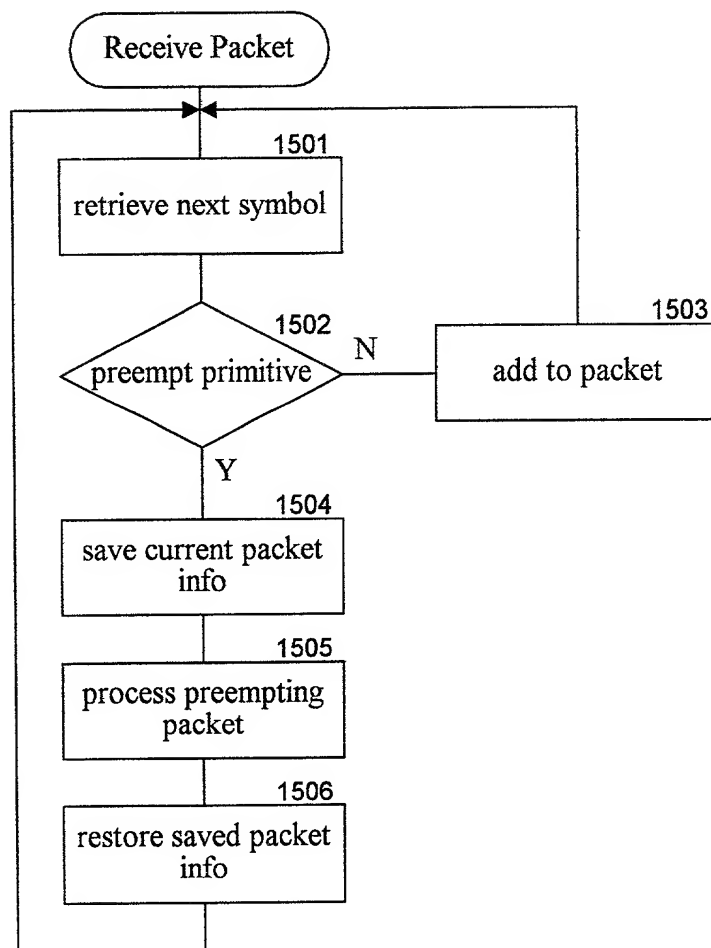 Receive Packet
1501
retrieve next symbol
1502
preempt primitive
N
1503
add to packet
Y
1504
save current packet
info
1505
process preempting
packet
1506
restore saved packet
info